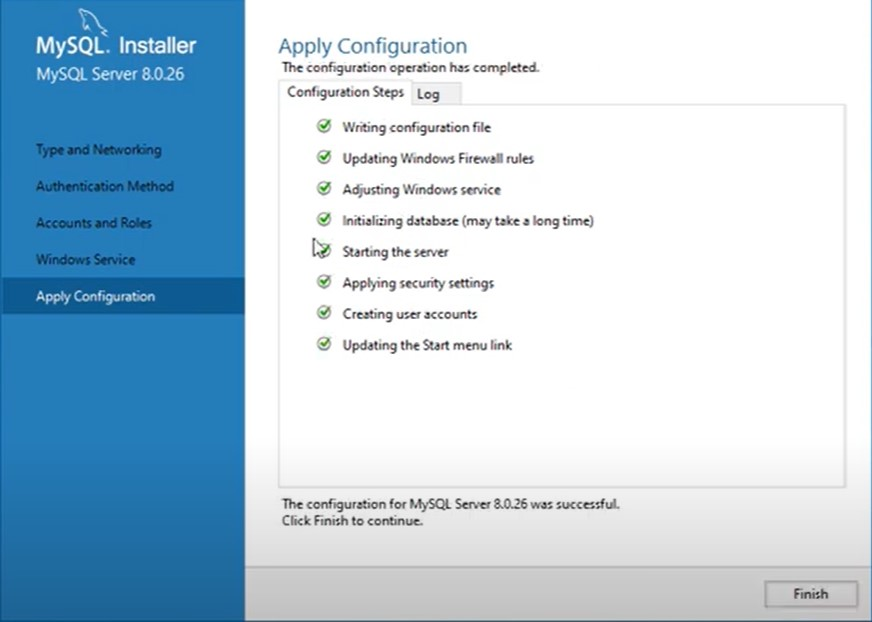 MySQL. Installer
MySQL Server 8.0.26
Type and Networking
Authentication Method
Accounts and Roles
Windows Service
Apply Configuration
Apply Configuration
The configuration operation has completed.
Configuration Steps
Log
Writing configuration file
Updating Windows Firewall rules
Adjusting Windows service
Initializing database (may take a long time)
Starting the server
Applying security settings
Creating user accounts
Updating the Start menu link
The configuration for MySQL Server 8.0.26 was successful.
Click Finish to continue.
Finish